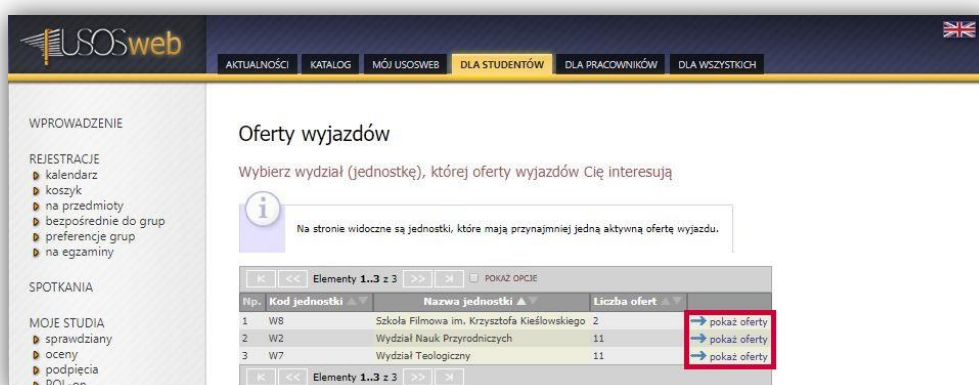 USOSweb
AKTUALNOŚCI KATALOG MÓJ USOSWEB DLA STUDENTÓW DLA PRACOWNIKÓW DLA WSZYSTKICH
WPROWADZENIE
REJESTRACJE
kalendarz
koszyk
na przedmioty
bezpośrednie do grup
preferencje grup
na egzaminy
SPOTKANIA
MOJE STUDIA
sprawdziany
oceny
podpięcia
POL-on
Oferty wyjazdów
Wybierz wydział (jednostkę), której oferty wyjazdów Cię interesują
i
Na stronie widoczne są jednostki, które mają przynajmniej jedną aktywną ofertę wyjazdu.
K << Elementy 1..3 z 3 >> >| POKAŻ OPCJE
Np. Kod jednostki Nazwa jednostki Liczba ofert
1 W8 Szkoła Filmowa im. Krzysztofa Kieślowskiego 2 pokaż oferty
2 W2 Wydział Nauk Przyrodniczych 11 pokaż oferty
3 W7 Wydział Teologiczny 11 pokaż oferty
K << Elementy 1..3 z 3 >> >|